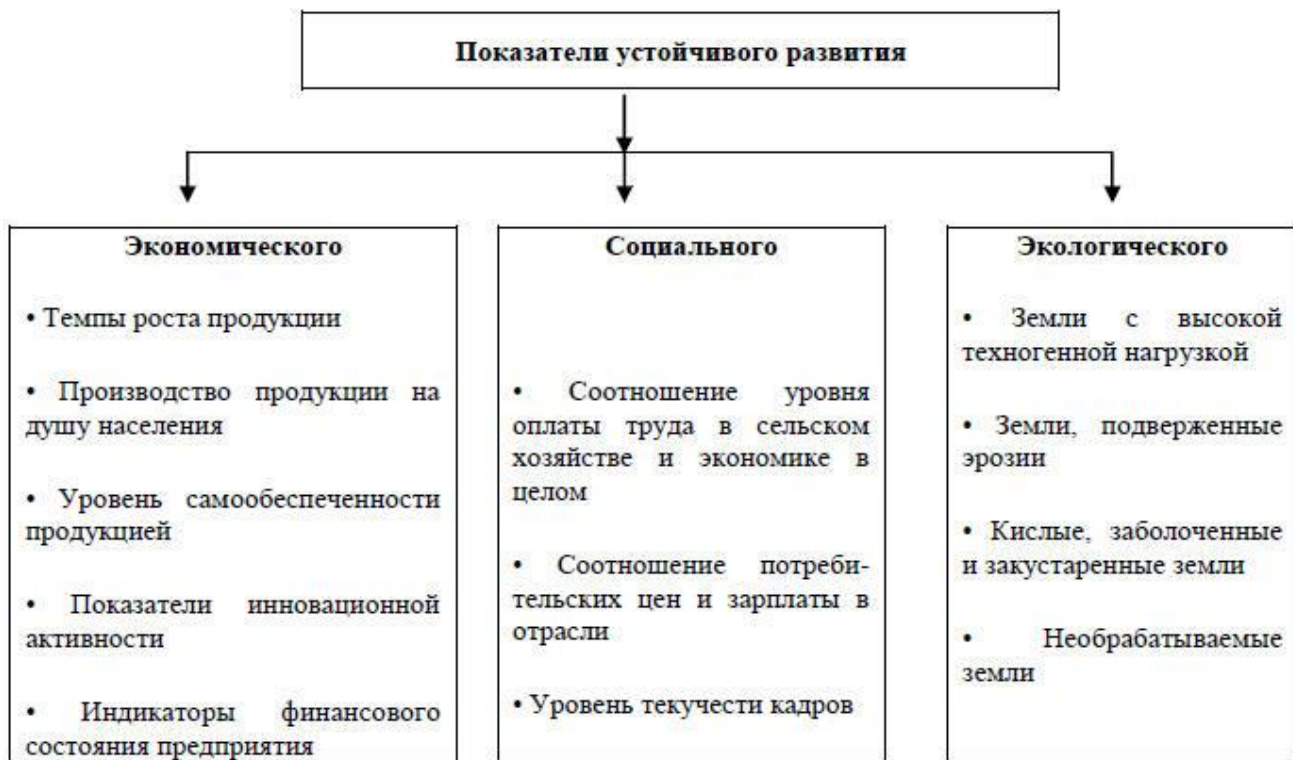 Показатели устойчивого развития
Экономического
• Темпы роста продукции
• Производство продукции на
душу населения
• Уровень самообеспеченности
продукцией
• Показатели инновационной
активности
• Индикаторы финансового
состояния предприятия
Социального
• Соотношение уровня
оплаты труда в сельском
хозяйстве и экономике в
целом
• Соотношение потреби-
тельских цен и зарплаты в
отрасли
• Уровень текучести кадров
Экологического
• Земли с высокой
техногенной нагрузкой
• Земли, подверженные
эрозии
• Кислые, заболоченные
и закустаренные земли
• Необрабатываемые
земли